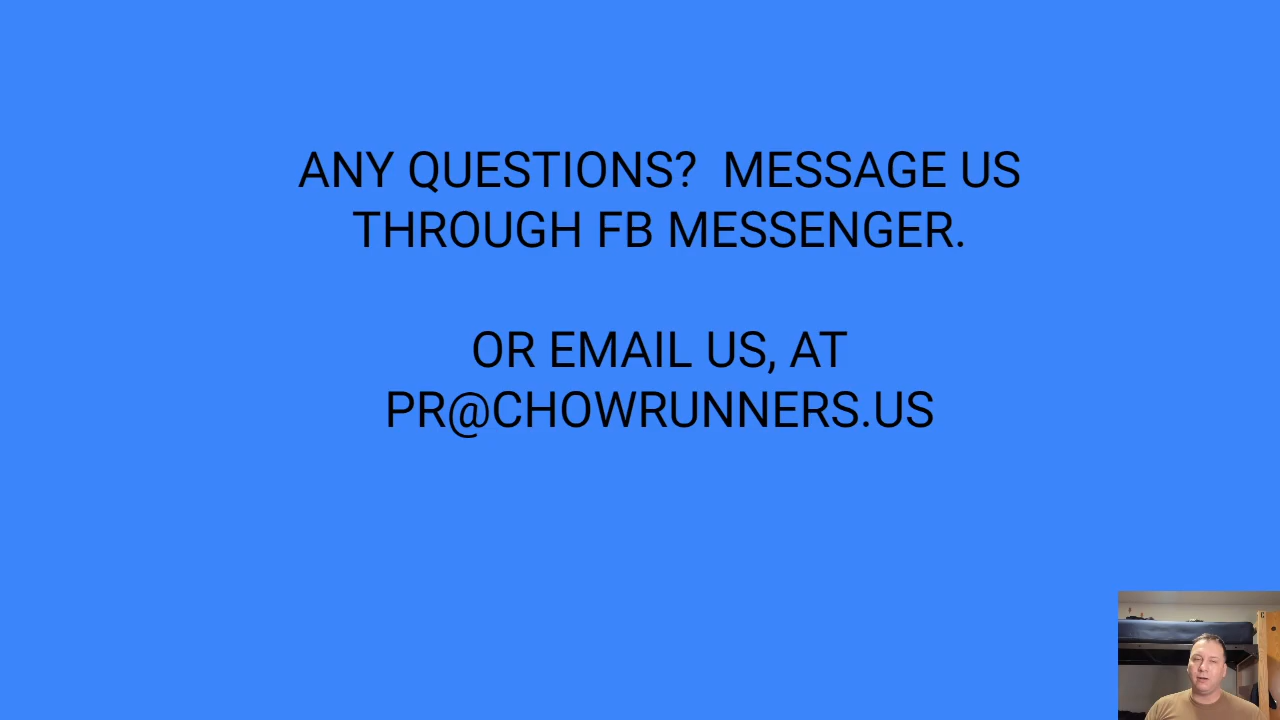 ANY QUESTIONS?  MESSAGE US
THROUGH FB MESSENGER.
OR EMAIL US, AT
PR@CHOWRUNNERS.US